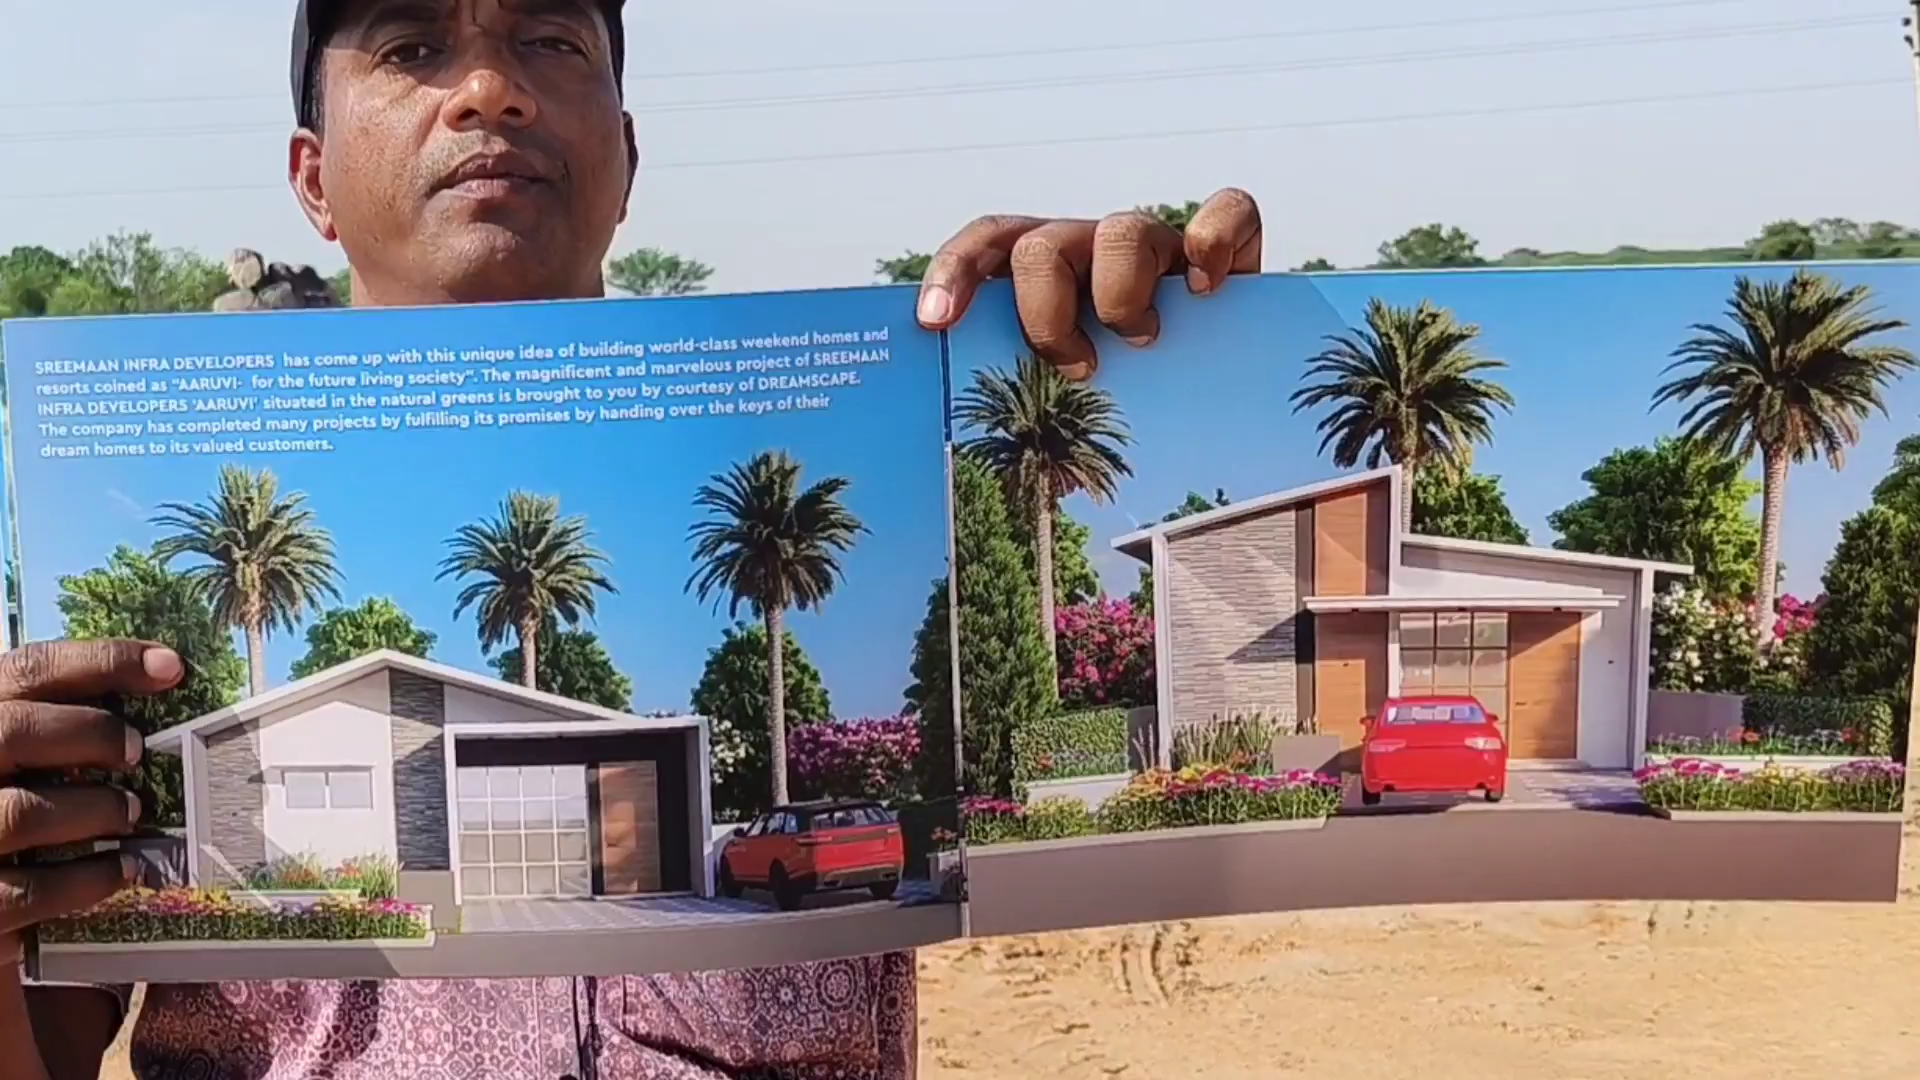 SREEMAAN INFRA DEVELOPERS has come up with this unique idea of building world-class weekend homes and
resorts coined as "AARUVI- for the future living society". The magnificent and marvelous project of SREEMAAN
INFRA DEVELOPERS 'AARUVI' situated in the natural greens is brought to you by courtesy of DREAMSCAPE.
The company has completed many projects by fulfilling its promises by handing over the keys of their
dream homes to its valued customers.